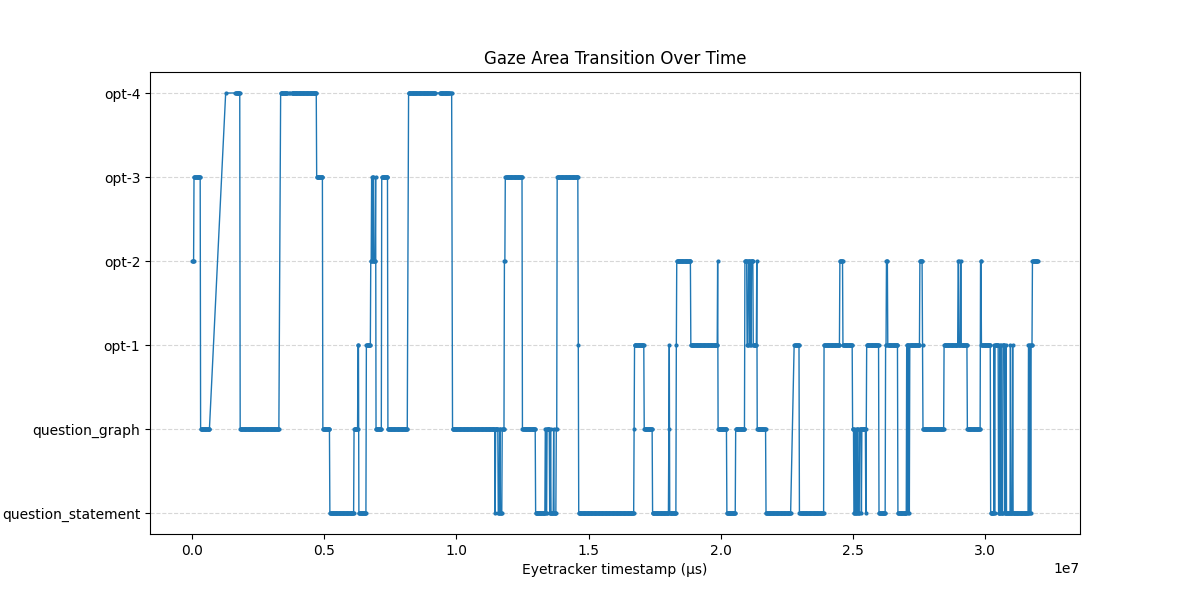 Gaze Area Transition Over Time
opt-4
opt-3
opt-2
opt-1
question_graph
question_statement
0.0 0.5 1.0 1.5 2.0 2.5 3.0
1e7
Eyetracker timestamp (µs)